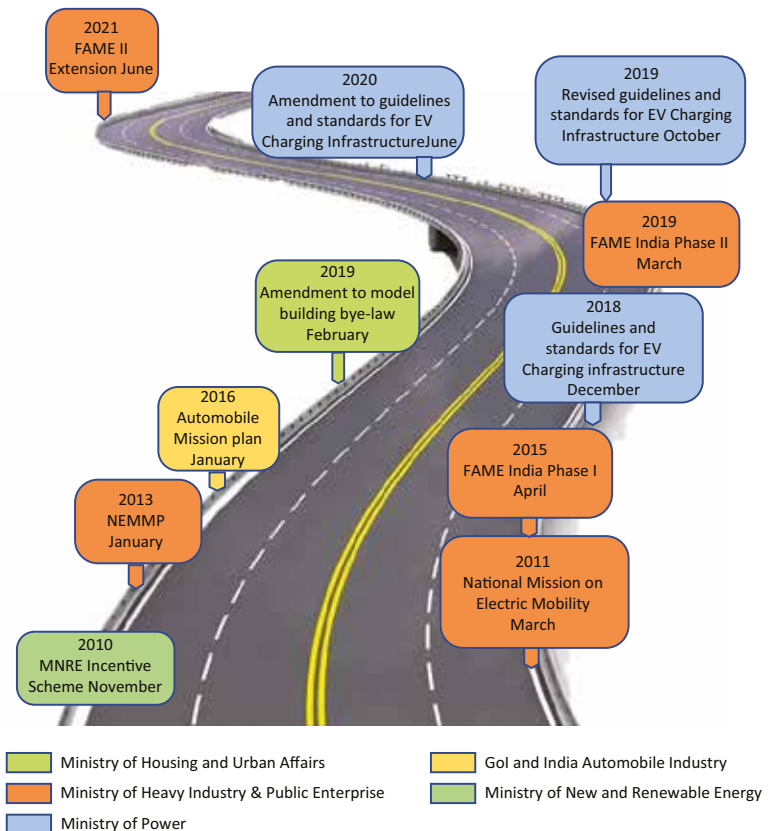 2021
FAME II
Extension June
2020
Amendment to guidelines
and standards for EV
Charging InfrastructureJune
2019
Revised guidelines and
standards for EV Charging
Infrastructure October
2019
FAME India Phase II
March
2019
Amendment to model
building bye-law
February
2018
Guidelines and
standards for EV
Charging infrastructure
December
2016
Automobile
Mission plan
January
2015
FAME India Phase I
April
2013
NEMMP
January
2011
National Mission on
Electric Mobility
March
2010
MNRE Incentive
Scheme November
Ministry of Housing and Urban Affairs
GoI and India Automobile Industry
Ministry of Heavy Industry & Public Enterprise
Ministry of New and Renewable Energy
Ministry of Power